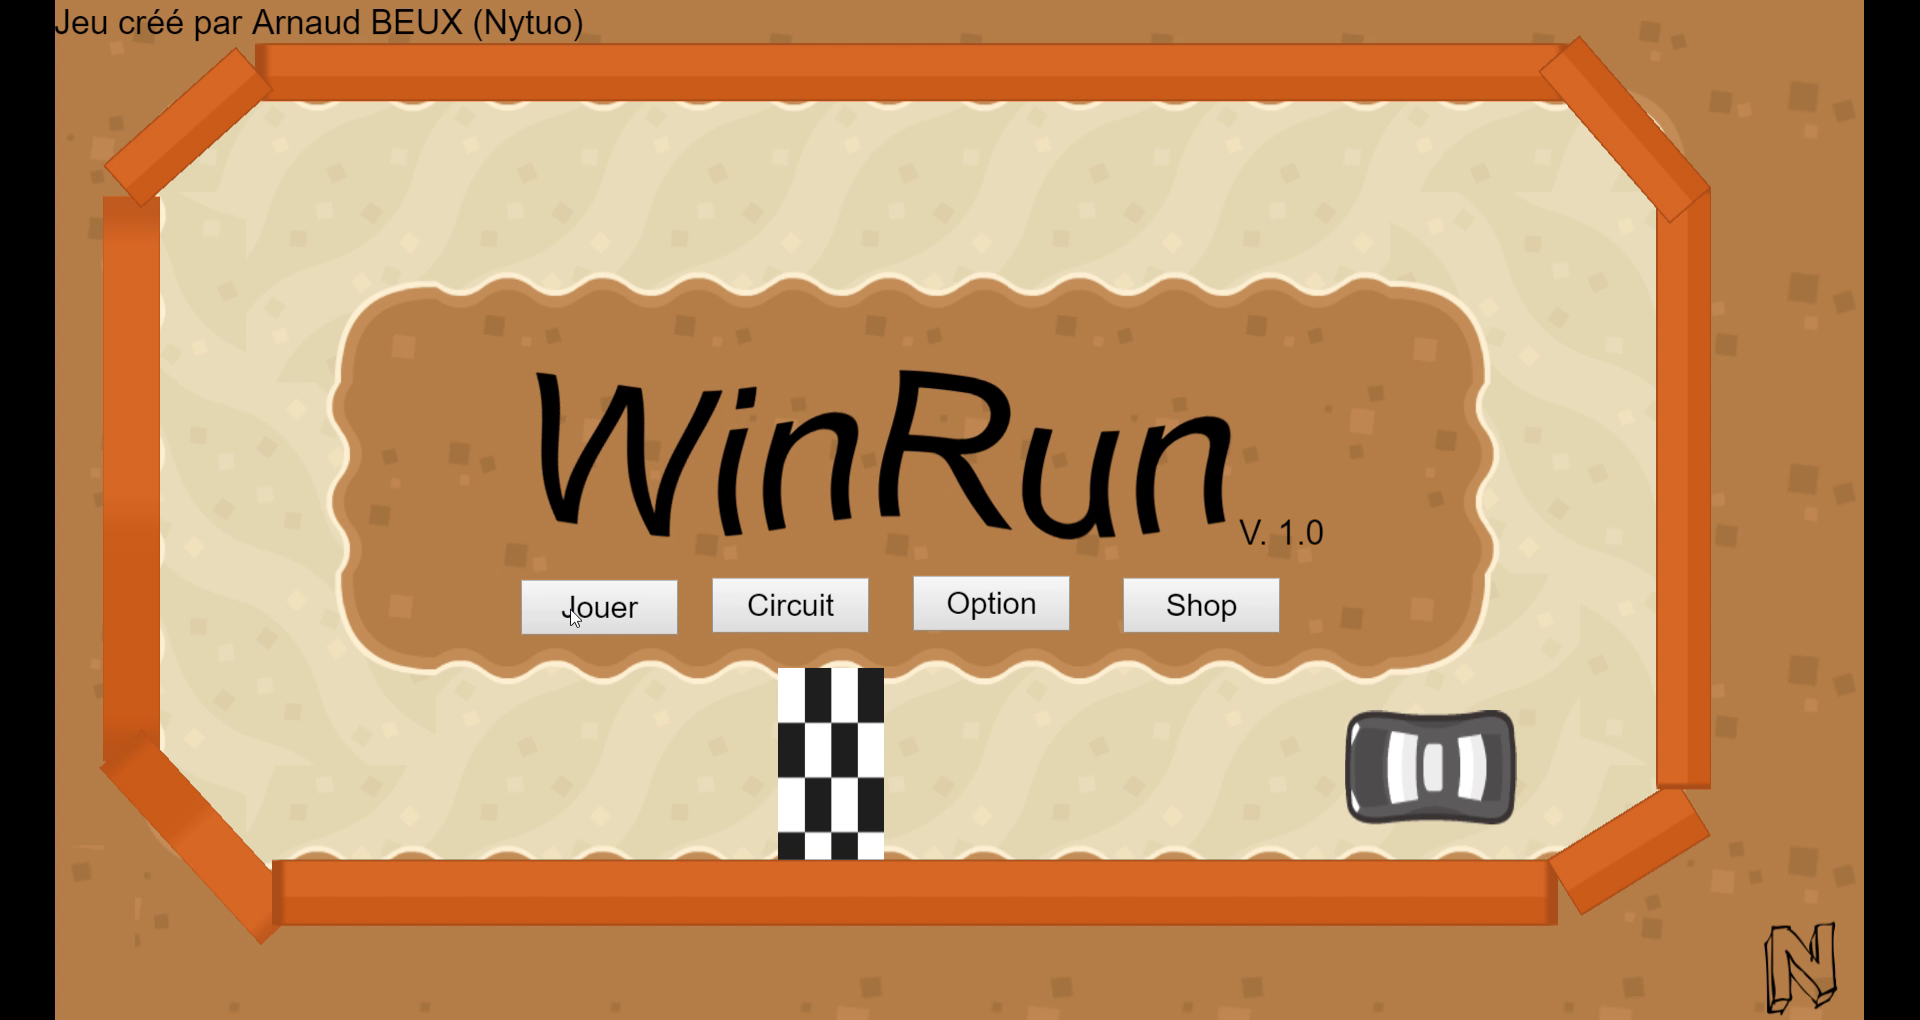 Jeu créé par Arnaud BEUX (Nytuo)
WinRun
V. 1.0
Jouer
Circuit
Option
Shop
N